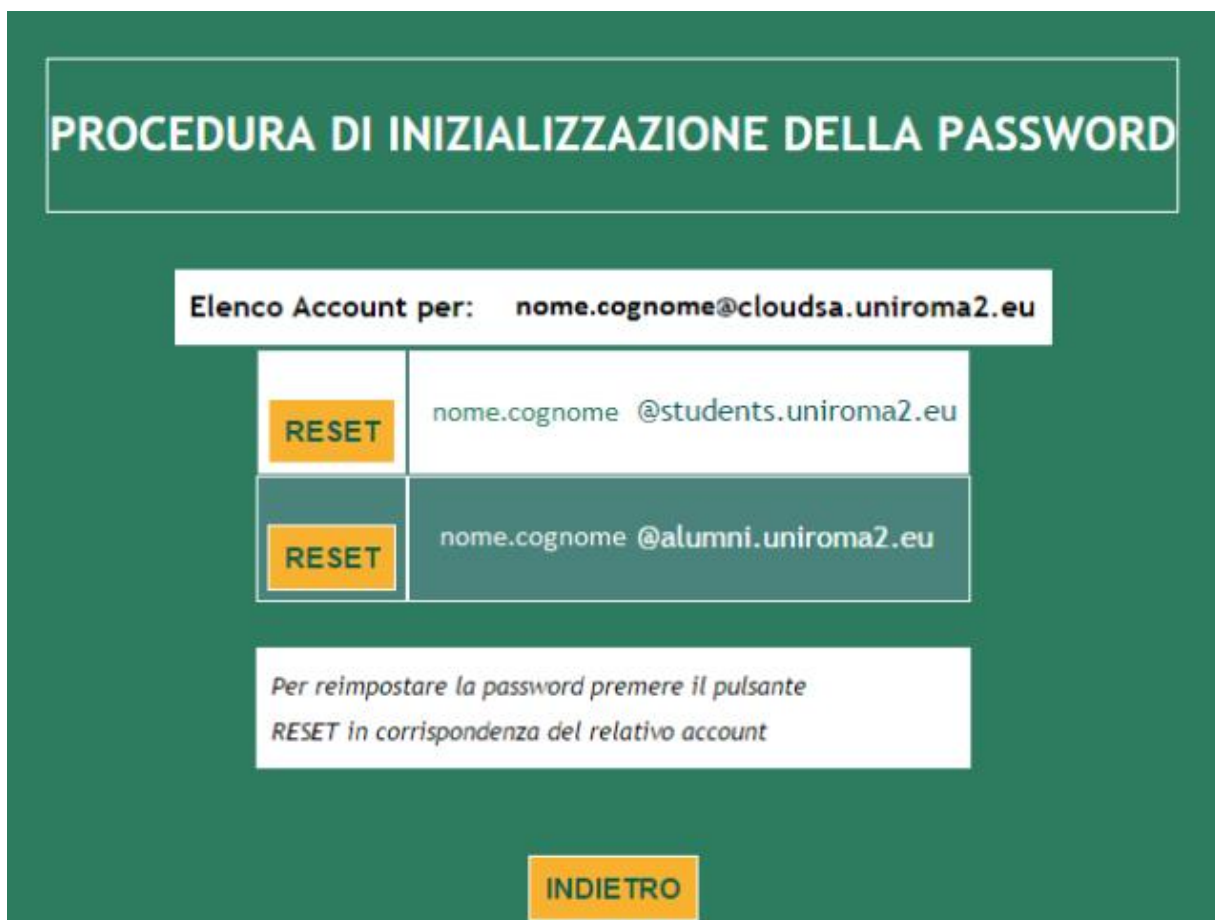 PROCEDURA DI INIZIALIZZAZIONE DELLA PASSWORD
Elenco Account per: nome.cognome@cloudsa.uniroma2.eu
RESET nome.cognome @students.uniroma2.eu
RESET nome.cognome @alumni.uniroma2.eu
Per reimpostare la password premere il pulsante
RESET in corrispondenza del relativo account
INDIETRO